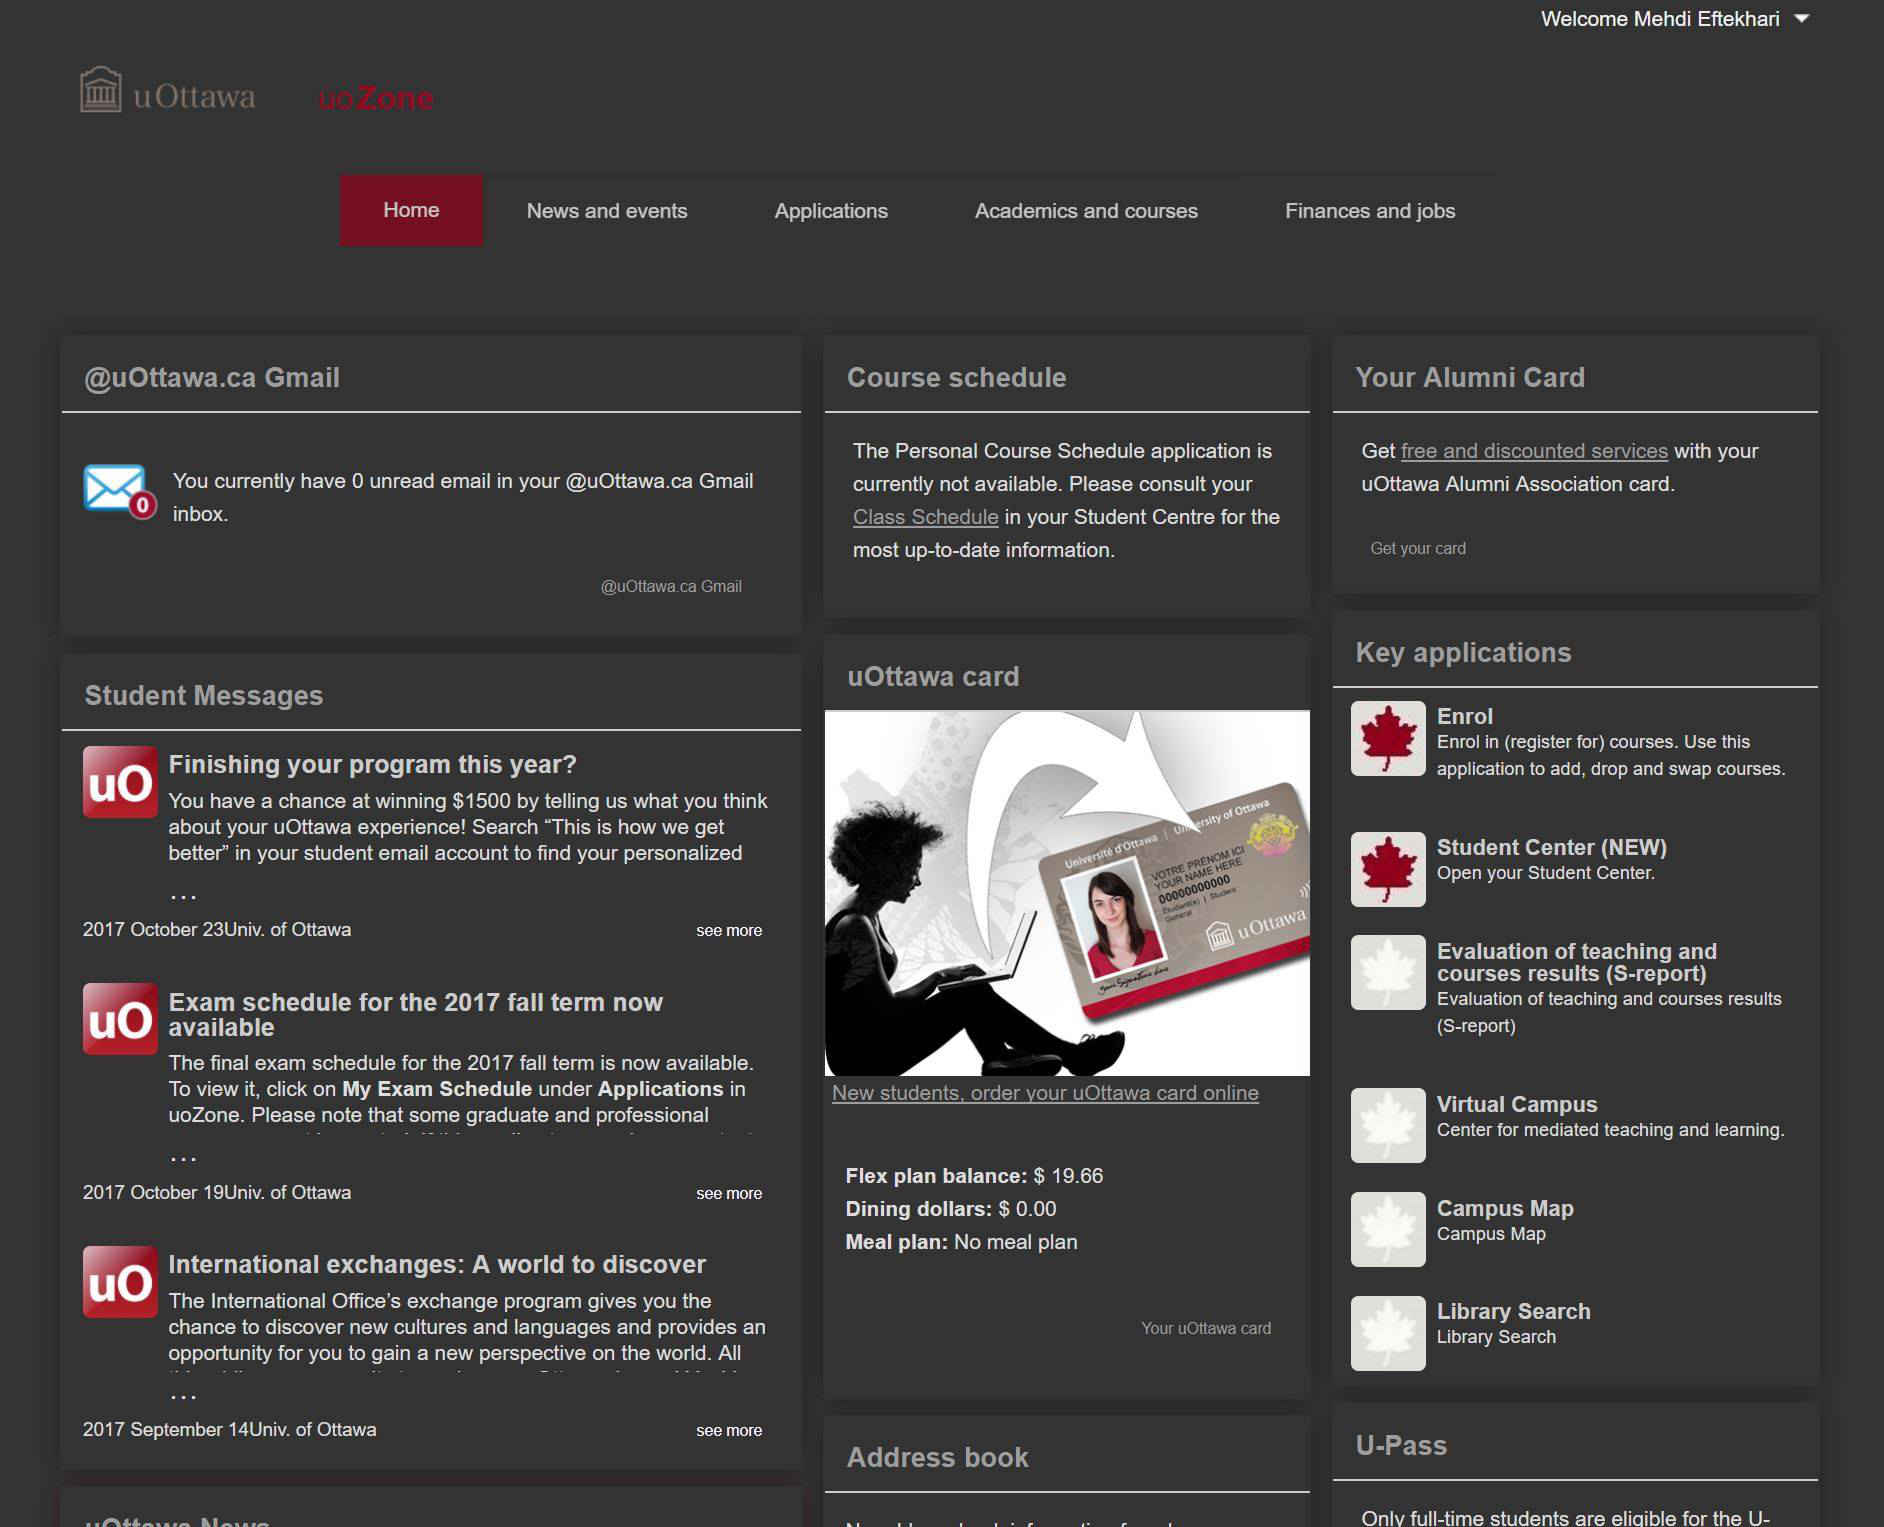 Welcome Mehdi Eftekhari
uOttawa
uoZone
Home
News and events
Applications
Academics and courses
Finances and jobs
@uOttawa.ca Gmail
0
You currently have 0 unread email in your @uOttawa.ca Gmail
inbox.
@uOttawa.ca Gmail
Student Messages
uO
Finishing your program this year?
You have a chance at winning $1500 by telling us what you think
about your uOttawa experience! Search “This is how we get
better” in your student email account to find your personalized
...
2017 October 23Univ. of Ottawa
see more
uO
Exam schedule for the 2017 fall term now
available
The final exam schedule for the 2017 fall term is now available.
To view it, click on My Exam Schedule under Applications in
uoZone. Please note that some graduate and professional
...
2017 October 19Univ. of Ottawa
see more
uO
International exchanges: A world to discover
The International Office’s exchange program gives you the
chance to discover new cultures and languages and provides an
opportunity for you to gain a new perspective on the world. All
...
2017 September 14Univ. of Ottawa
see more
uOttawa News
Course schedule
The Personal Course Schedule application is
currently not available. Please consult your
Class Schedule in your Student Centre for the
most up-to-date information.
uOttawa card
Université d'Ottawa | University of Ottawa
VOTRE PRÉNOM ICI
YOUR NAME HERE
00000000000
Étudiant(e) | Student
General
uOttawa
Your Signature Here
New students, order your uOttawa card online
Flex plan balance: $ 19.66
Dining dollars: $ 0.00
Meal plan: No meal plan
Your uOttawa card
Address book
Your Alumni Card
Get free and discounted services with your
uOttawa Alumni Association card.
Get your card
Key applications
Enrol
Enrol in (register for) courses. Use this
application to add, drop and swap courses.
Student Center (NEW)
Open your Student Center.
Evaluation of teaching and
courses results (S-report)
Evaluation of teaching and courses results
(S-report)
Virtual Campus
Center for mediated teaching and learning.
Campus Map
Campus Map
Library Search
Library Search
U-Pass
Only full-time students are eligible for the U-